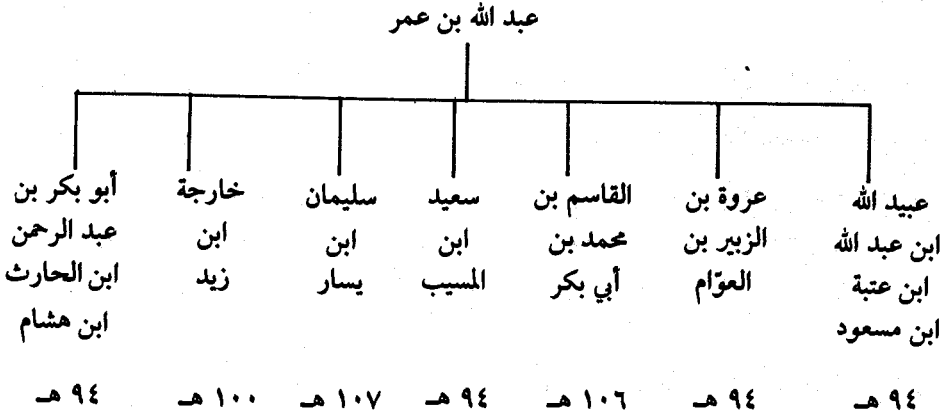 عبد الله بن عمر
عبيد الله
ابن عبد الله
ابن عتبة
ابن مسعود
٩٤ هـ
عروة بن
الزبير بن
العوّام
٩٤ هـ
القاسم بن
محمد بن
أبي بكر
١٠٦ هـ
سعيد
ابن
المسيب
٩٤ هـ
سليمان
ابن
يسار
١٠٧ هـ
خارجة
ابن
زيد
١٠٠ هـ
أبو بكر بن
عبد الرحمن
ابن الحارث
ابن هشام
٩٤ هـ